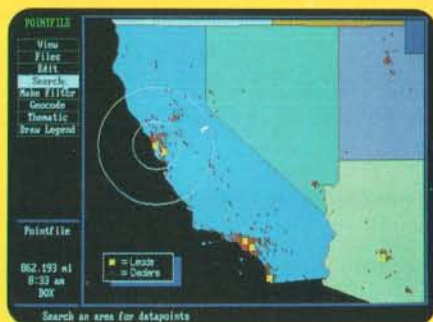 POINTFILE
View
Files
Edit
Search
Make Filtr
Geocode
Thematic
Draw Legend
Pointfile
862.193 mi
8:33 am
BOX
= Leads
= Dealers
Search an area for datapoints